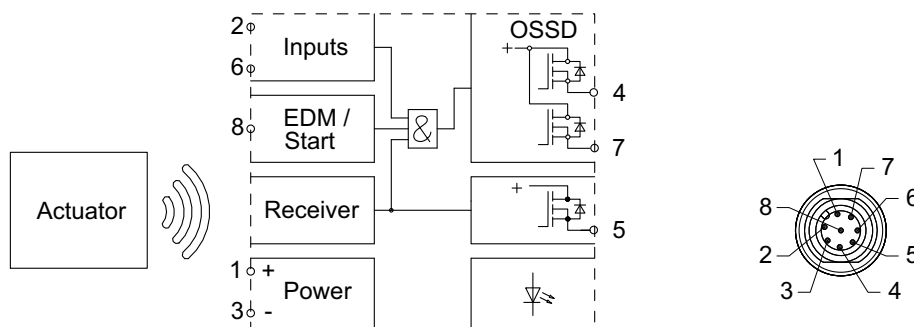 2
6
Inputs
OSSD
+
4
8
EDM /
Start
&
7
Actuator
Receiver
+
5
1 +
3 -
Power
1
7
8
6
2
5
3
4